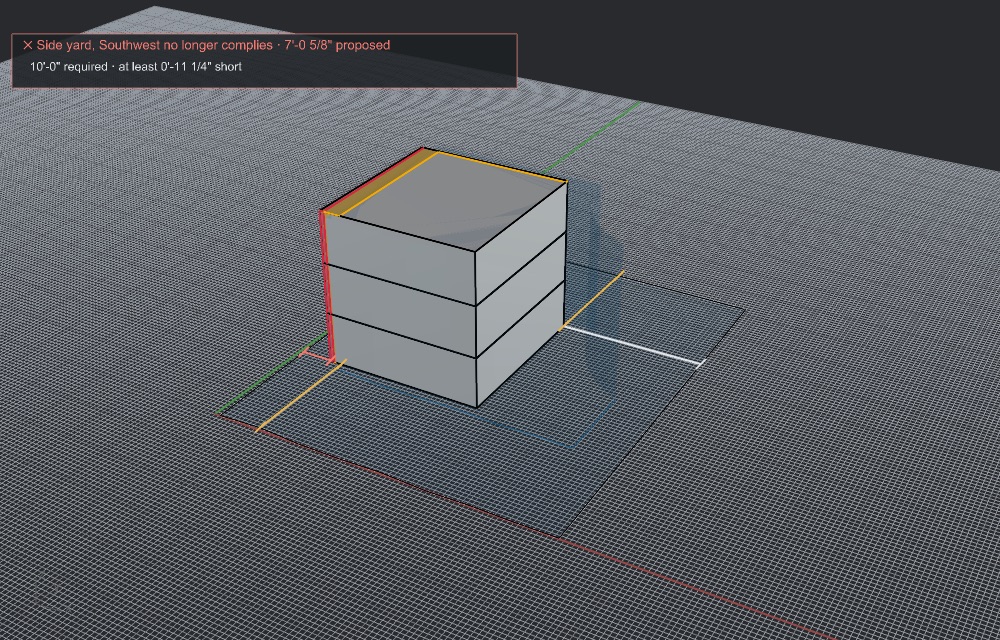 × Side yard, Southwest no longer complies · 7'-0 5/8" proposed
10'-0" required · at least 0'-11 1/4" short